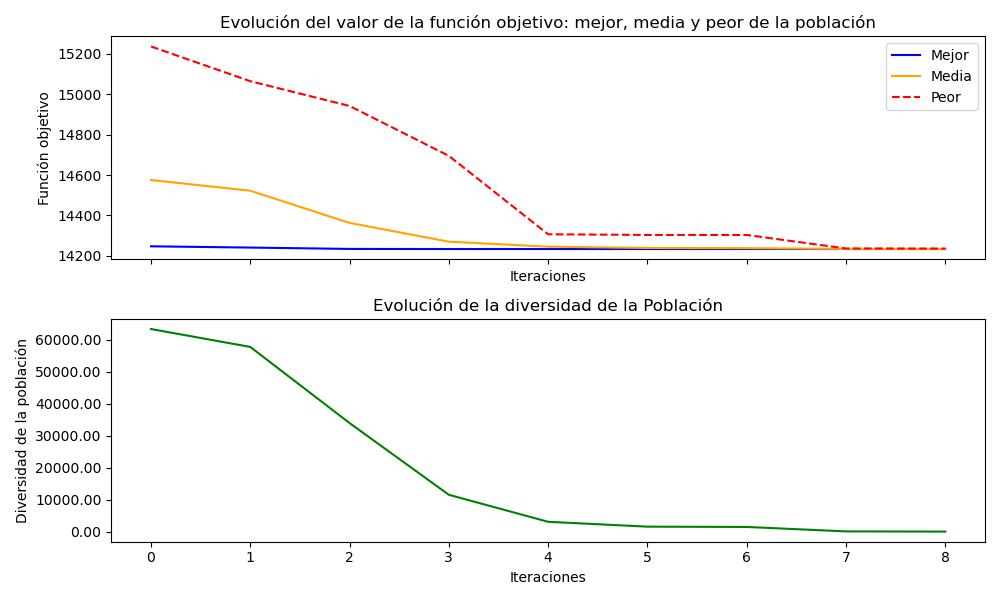 Evolución del valor de la función objetivo: mejor, media y peor de la población
Función objetivo
15200
15000
14800
14600
14400
14200
Mejor
Media
Peor
Iteraciones
Evolución de la diversidad de la Población
Diversidad de la población
60000.00
50000.00
40000.00
30000.00
20000.00
10000.00
0.00
0 1 2 3 4 5 6 7 8
Iteraciones